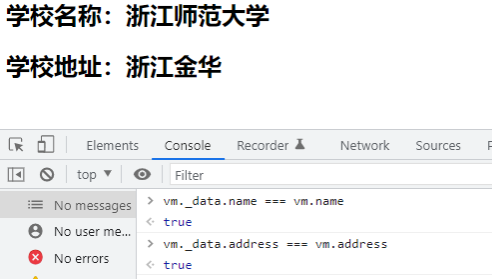 学校名称：浙江师范大学
学校地址：浙江金华
Elements Console Recorder Network Sources
top Filter
No messages
No user me...
No errors
> vm._data.name === vm.name
< true
> vm._data.address === vm.address
< true